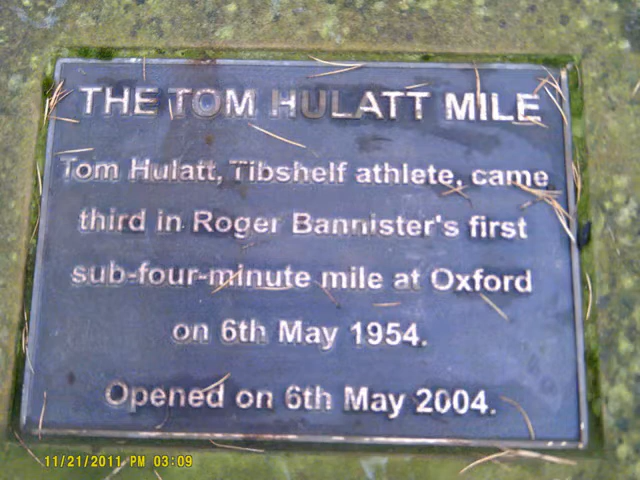 THE TOM HULATT MILE
Tom Hulatt, Tibshelf athlete, came
third in Roger Bannister's first
sub-four-minute mile at Oxford
on 6th May 1954.
Opened on 6th May 2004.
11/21/2011 PM 03:09